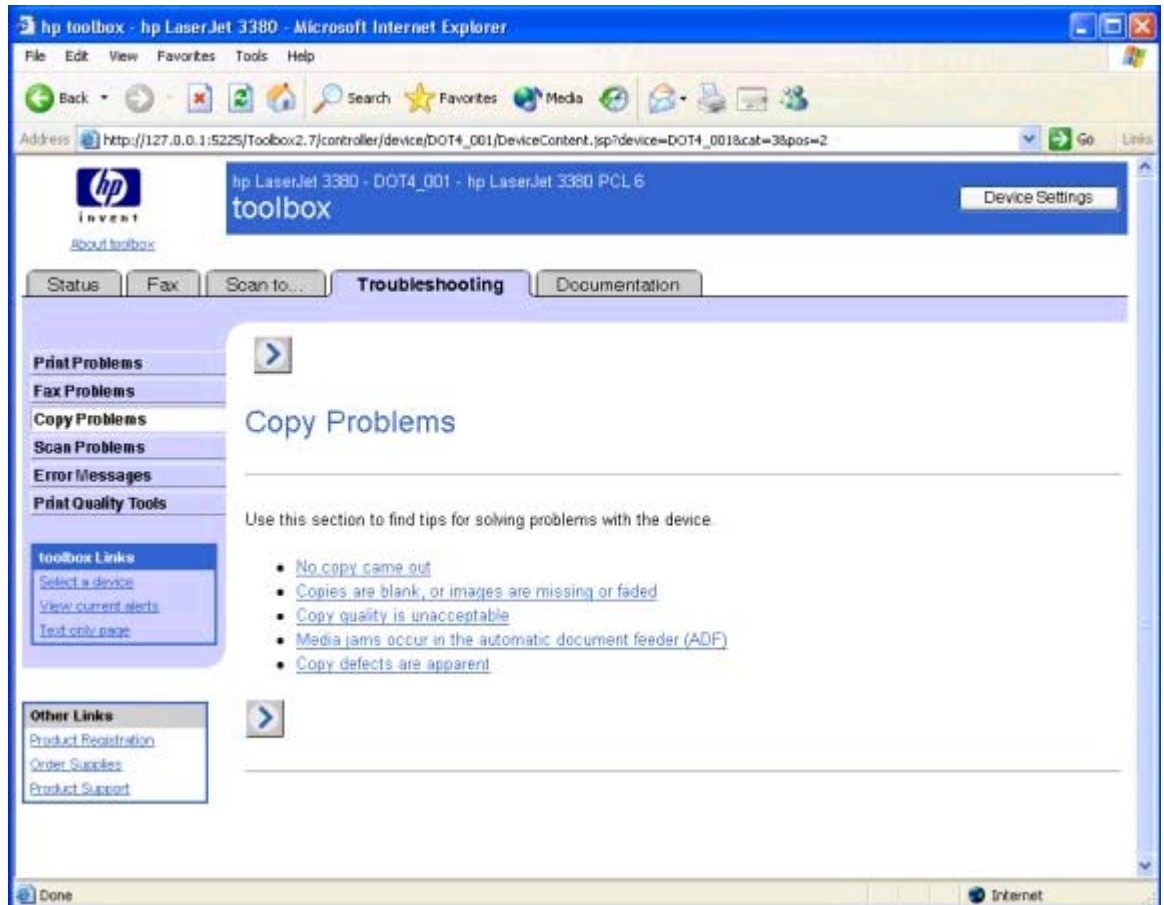 hp toolbox - hp LaserJet 3380 - Microsoft Internet Explorer
File Edit View Favorites Tools Help
Back Search Favorites Media
Address http://127.0.0.1:5225/Toolbox2.7/controller/device/DOT4_001/DeviceContent.jsp?device=DOT4_001&cat=3&pos=2 Go Links
hp
invent
About toolbox
hp LaserJet 3380 - DOT4_001 - hp LaserJet 3380 PCL 6
toolbox
Device Settings
Status Fax Scan to... Troubleshooting Documentation
Print Problems
Fax Problems
Copy Problems
Scan Problems
Error Messages
Print Quality Tools
toolbox Links
Select a device
View current alerts
Text only page
Other Links
Product Registration
Order Supplies
Product Support
Copy Problems
Use this section to find tips for solving problems with the device.
No copy came out
Copies are blank, or images are missing or faded
Copy quality is unacceptable
Media jams occur in the automatic document feeder (ADF)
Copy defects are apparent
Done Internet